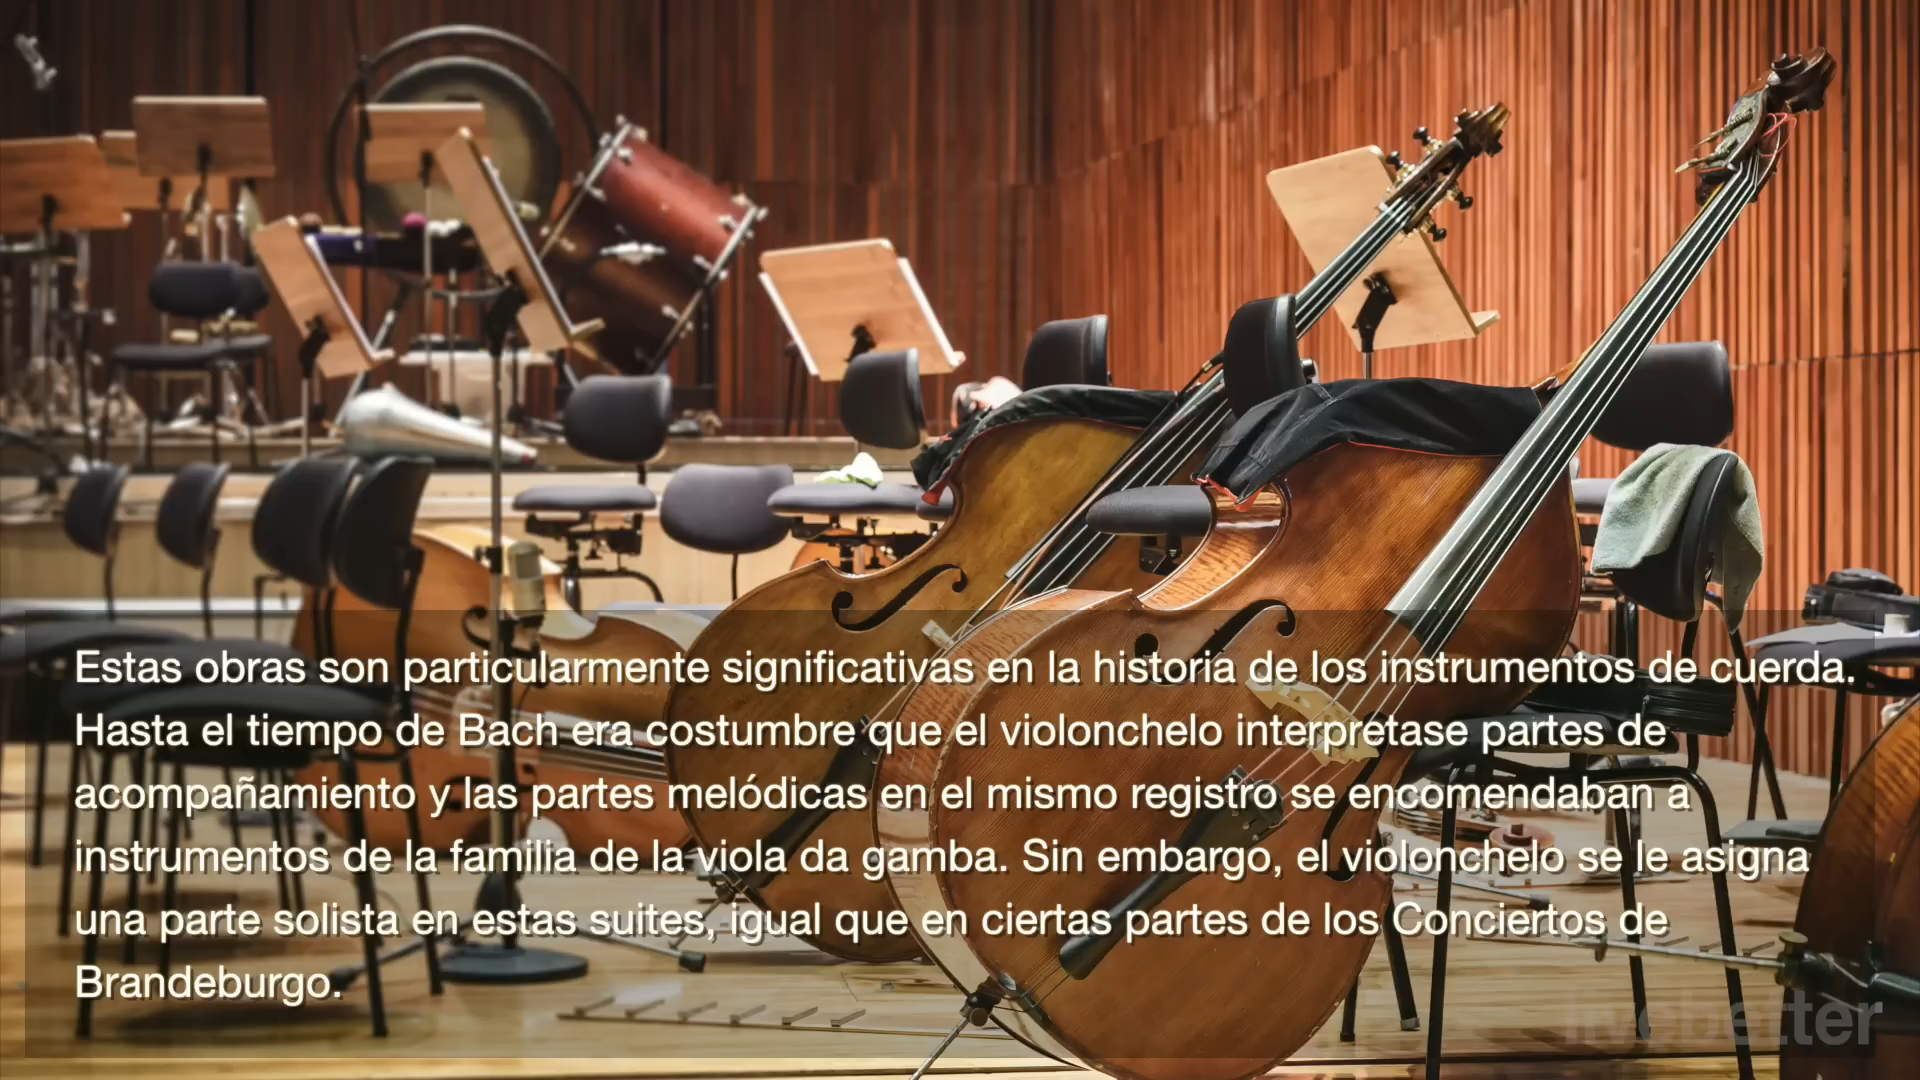 Estas obras son particularmente significativas en la historia de los instrumentos de cuerda.
Hasta el tiempo de Bach era costumbre que el violonchelo interpretase partes de
acompañamiento y las partes melódicas en el mismo registro se encomendaban a
instrumentos de la familia de la viola da gamba. Sin embargo, el violonchelo se le asigna
una parte solista en estas suites, igual que en ciertas partes de los Conciertos de
Brandeburgo.
livebetter